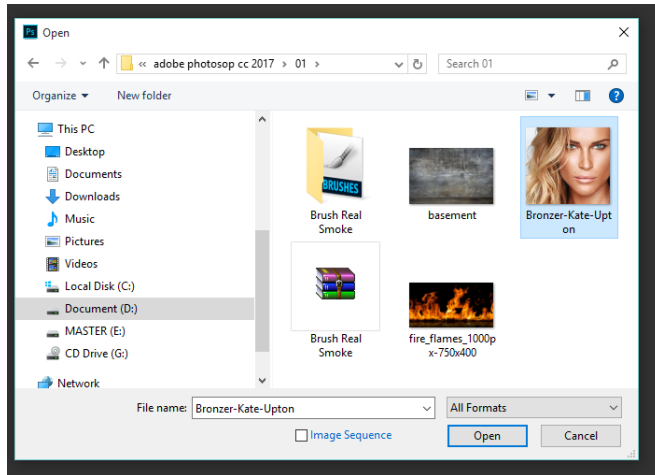 Ps Open
« adobe photosop cc 2017 › 01 ›
Search 01
Organize
New folder
This PC
Desktop
Documents
Downloads
Music
Pictures
Videos
Local Disk (C:)
Document (D:)
MASTER (E:)
CD Drive (G:)
Network
BRUSHES
Brush Real
Smoke
basement
Bronzer-Kate-Upt
on
Brush Real
Smoke
fire_flames_1000p
x-750x400
File name: Bronzer-Kate-Upton
All Formats
Image Sequence
Open
Cancel